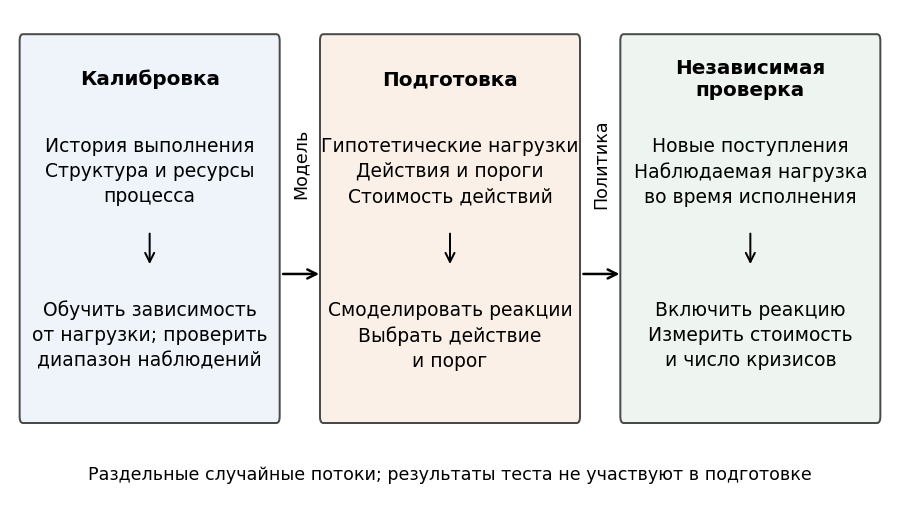 Калибровка
История выполнения
Структура и ресурсы
процесса
Обучить зависимость
от нагрузки; проверить
диапазон наблюдений
Модель
Подготовка
Гипотетические нагрузки
Действия и пороги
Стоимость действий
Смоделировать реакции
Выбрать действие
и порог
Политика
Независимая
проверка
Новые поступления
Наблюдаемая нагрузка
во время исполнения
Включить реакцию
Измерить стоимость
и число кризисов
Раздельные случайные потоки; результаты теста не участвуют в подготовке